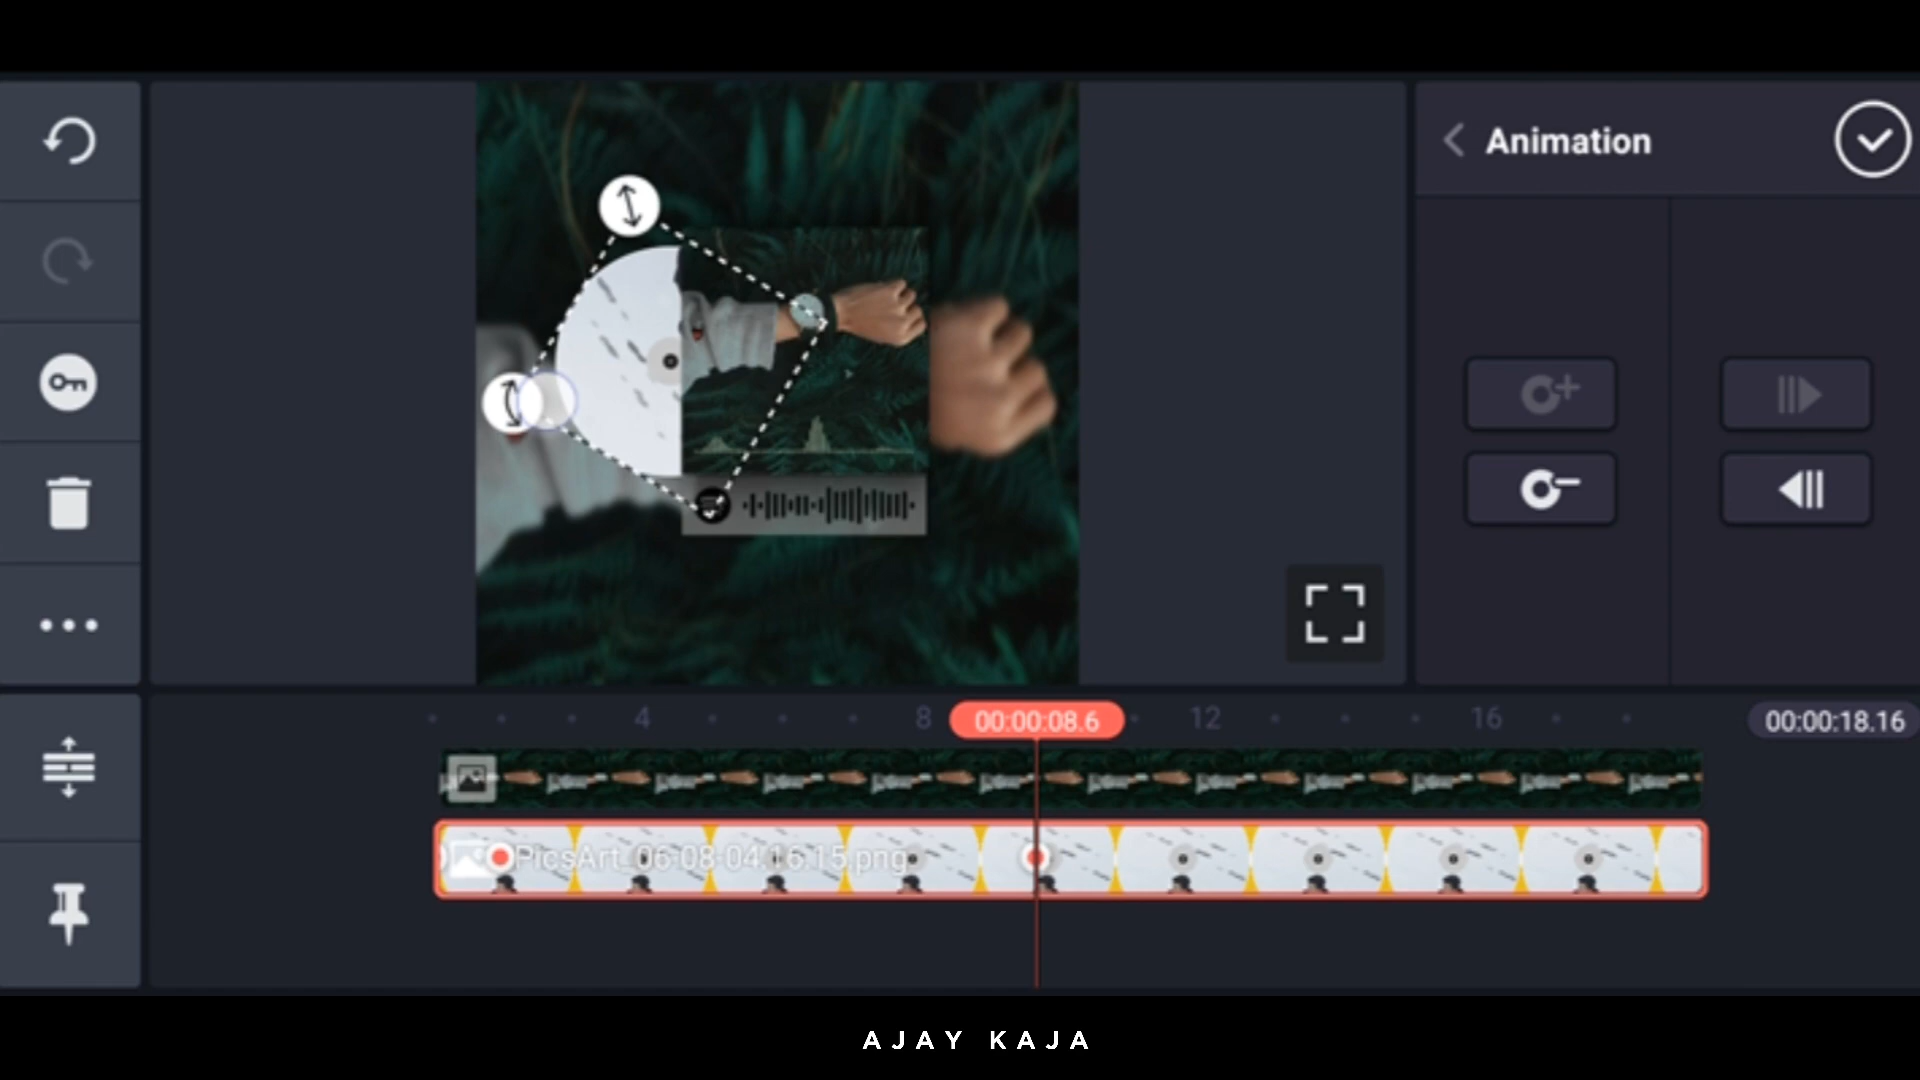 Animation
4
8
00:00:08.6
12
16
00:00:18.16
PicsArt_06-08-04.16.15.png
AJAY KAJA